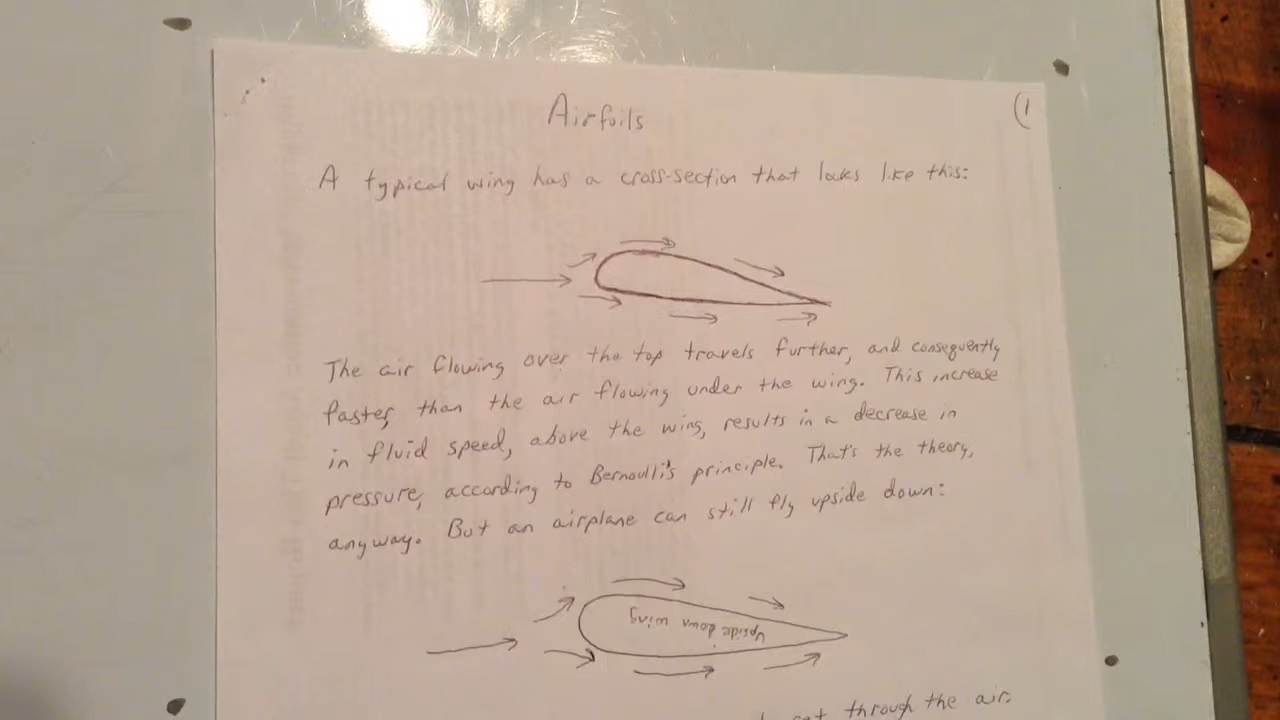 Airfoils
(1
A typical wing has a cross-section that looks like this:
The air flowing over the top travels further, and consequently
faster, than the air flowing under the wing. This increase
in fluid speed, above the wing, results in a decrease in
pressure, according to Bernoulli's principle. That's the theory,
anyway. But an airplane can still fly upside down:
Upside down wing
through the air.